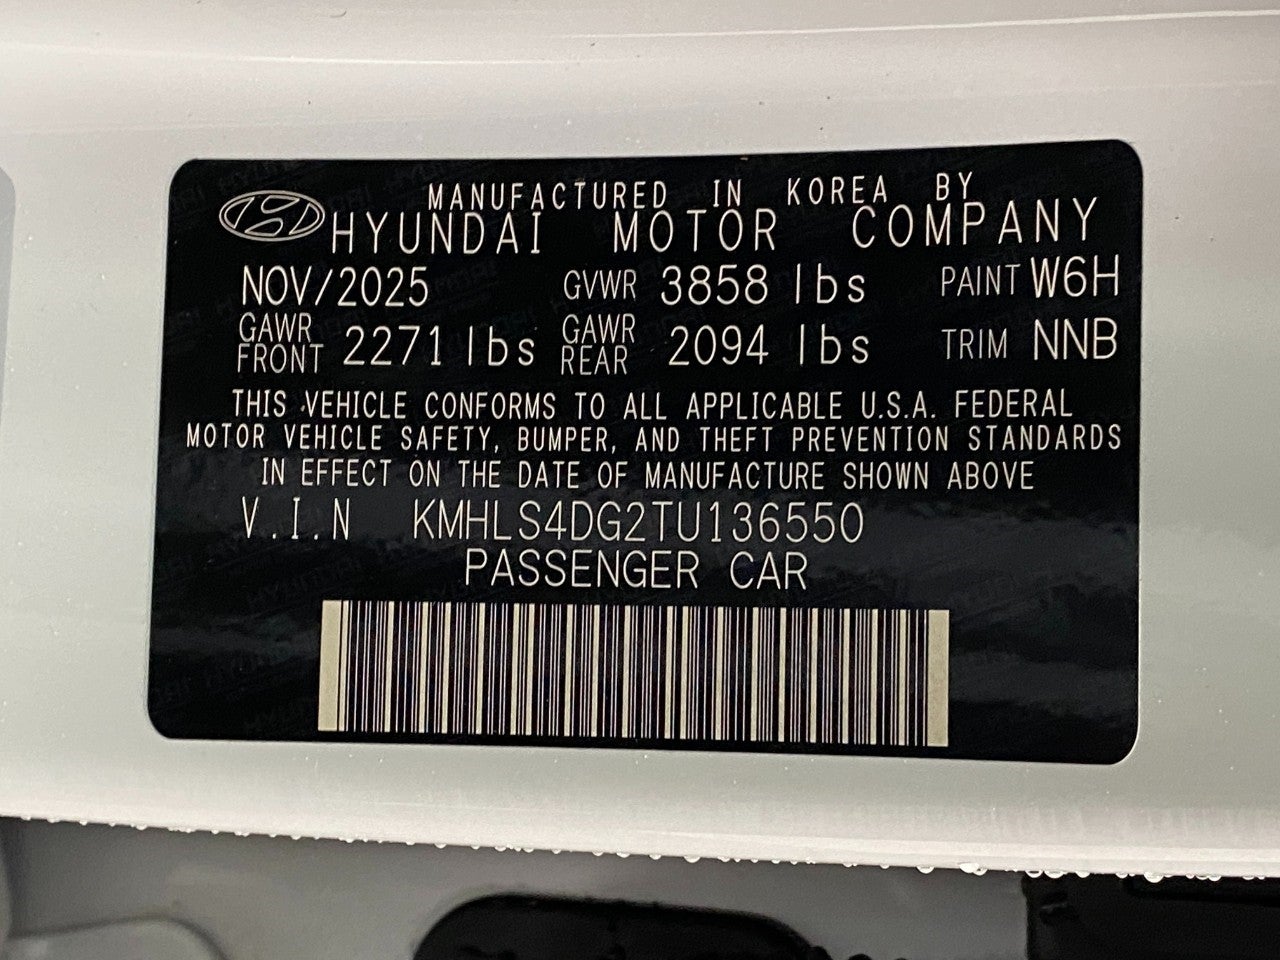 MANUFACTURED IN KOREA BY
HYUNDAI MOTOR COMPANY
NOV/2025 GVWR 3858 lbs PAINT W6H
GAWR FRONT 2271 lbs GAWR REAR 2094 lbs TRIM NNB
THIS VEHICLE CONFORMS TO ALL APPLICABLE U.S.A. FEDERAL
MOTOR VEHICLE SAFETY, BUMPER, AND THEFT PREVENTION STANDARDS
IN EFFECT ON THE DATE OF MANUFACTURE SHOWN ABOVE
V.I.N KMHLS4DG2TU136550
PASSENGER CAR